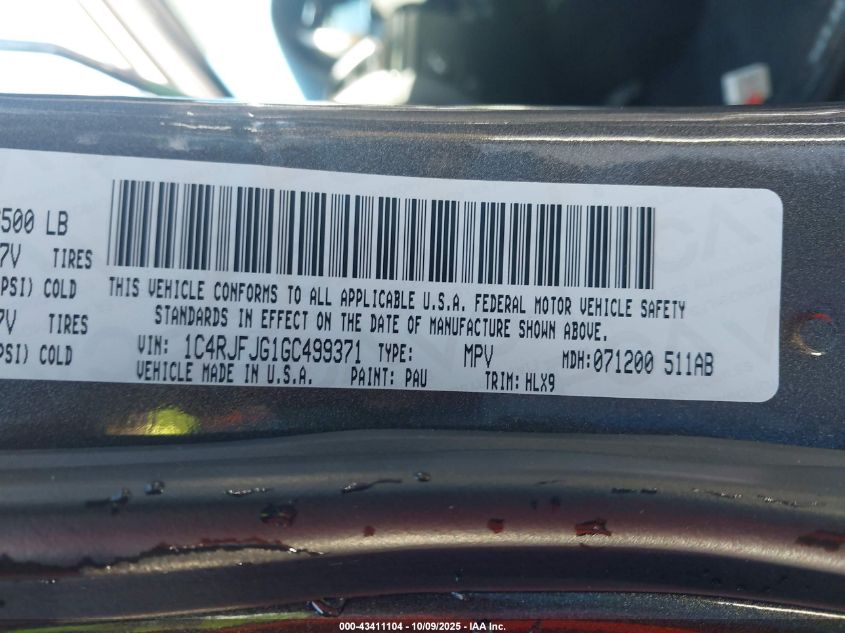 500 LB
7V TIRES
PSI) COLD
7V TIRES
PSI) COLD
THIS VEHICLE CONFORMS TO ALL APPLICABLE U.S.A. FEDERAL MOTOR VEHICLE SAFETY
STANDARDS IN EFFECT ON THE DATE OF MANUFACTURE SHOWN ABOVE.
VIN: 1C4RJFJG1GC499371 TYPE: MPV MDH:071200 511AB
VEHICLE MADE IN U.S.A. PAINT: PAU TRIM: HLX9
000-43411104 - 10/09/2025 - IAA Inc.